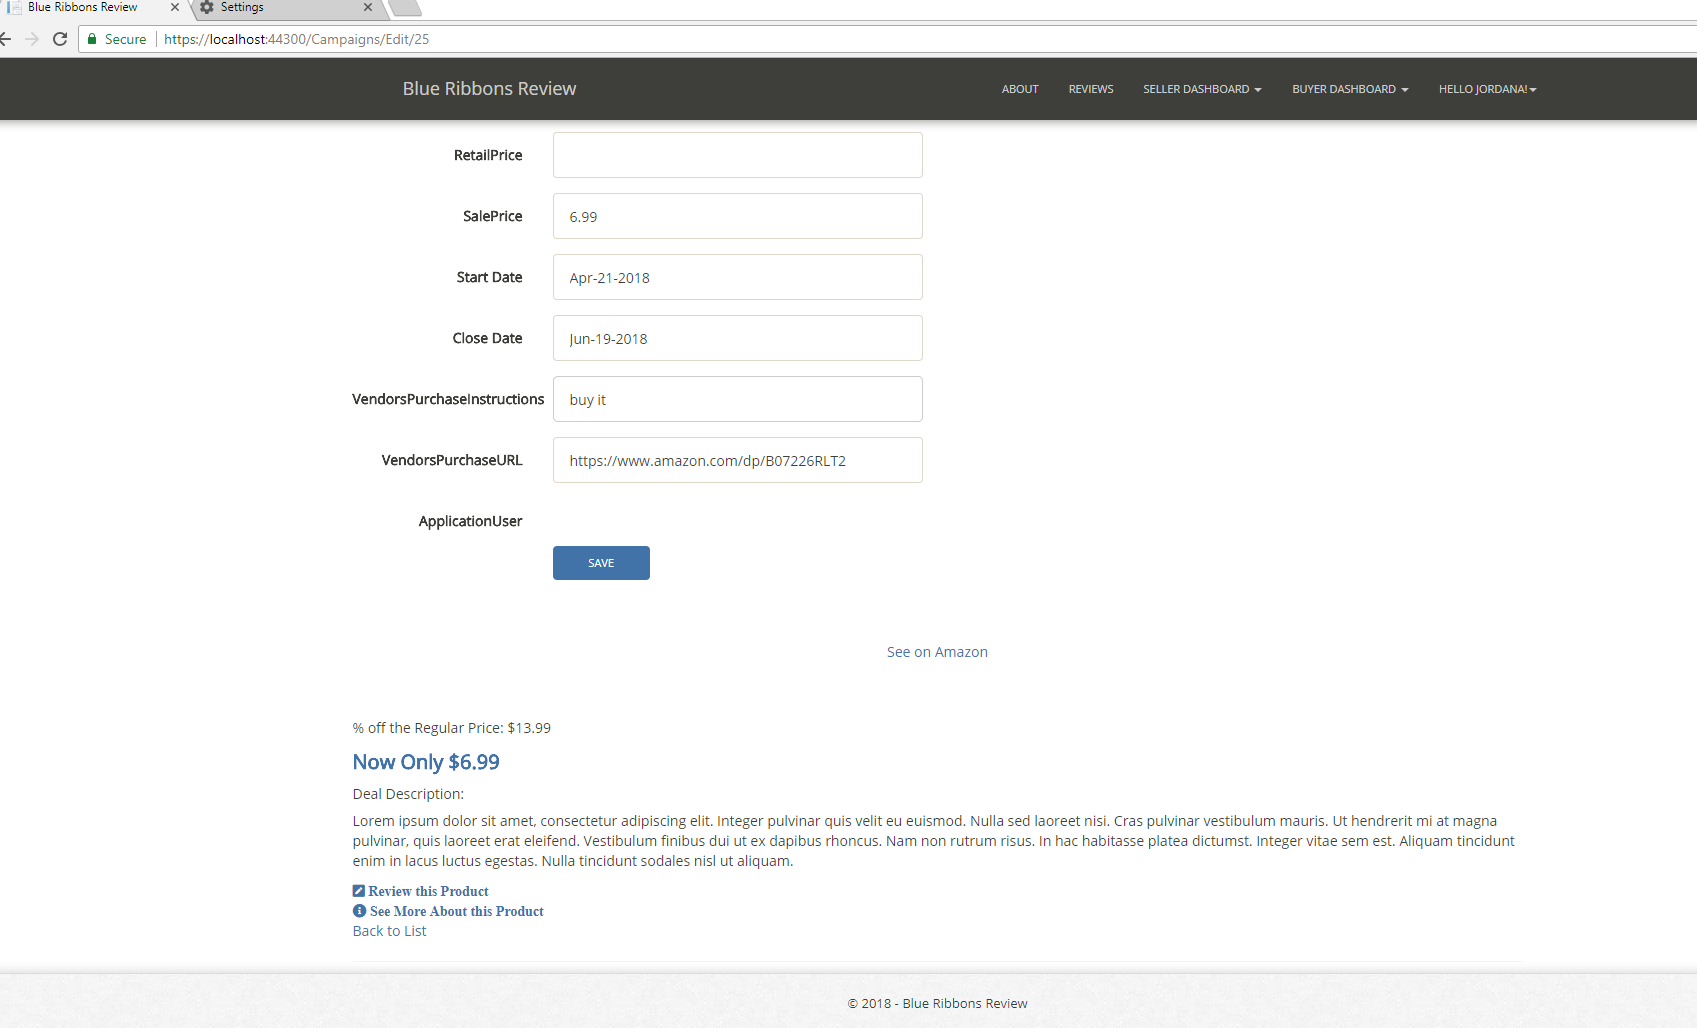 Blue Ribbons Review
Settings
Secure
https://localhost:44300/Campaigns/Edit/25
Blue Ribbons Review
ABOUT
REVIEWS
SELLER DASHBOARD
BUYER DASHBOARD
HELLO JORDANA!
RetailPrice
SalePrice
6.99
Start Date
Apr-21-2018
Close Date
Jun-19-2018
VendorsPurchaseInstructions
buy it
VendorsPurchaseURL
https://www.amazon.com/dp/B07226RLT2
ApplicationUser
SAVE
See on Amazon
% off the Regular Price: $13.99
Now Only $6.99
Deal Description:
Lorem ipsum dolor sit amet, consectetur adipiscing elit. Integer pulvinar quis velit eu euismod. Nulla sed laoreet nisi. Cras pulvinar vestibulum mauris. Ut hendrerit mi at magna
pulvinar, quis laoreet erat eleifend. Vestibulum finibus dui ut ex dapibus rhoncus. Nam non rutrum risus. In hac habitasse platea dictumst. Integer vitae sem est. Aliquam tincidunt
enim in lacus luctus egestas. Nulla tincidunt sodales nisl ut aliquam.
Review this Product
See More About this Product
Back to List
© 2018 - Blue Ribbons Review